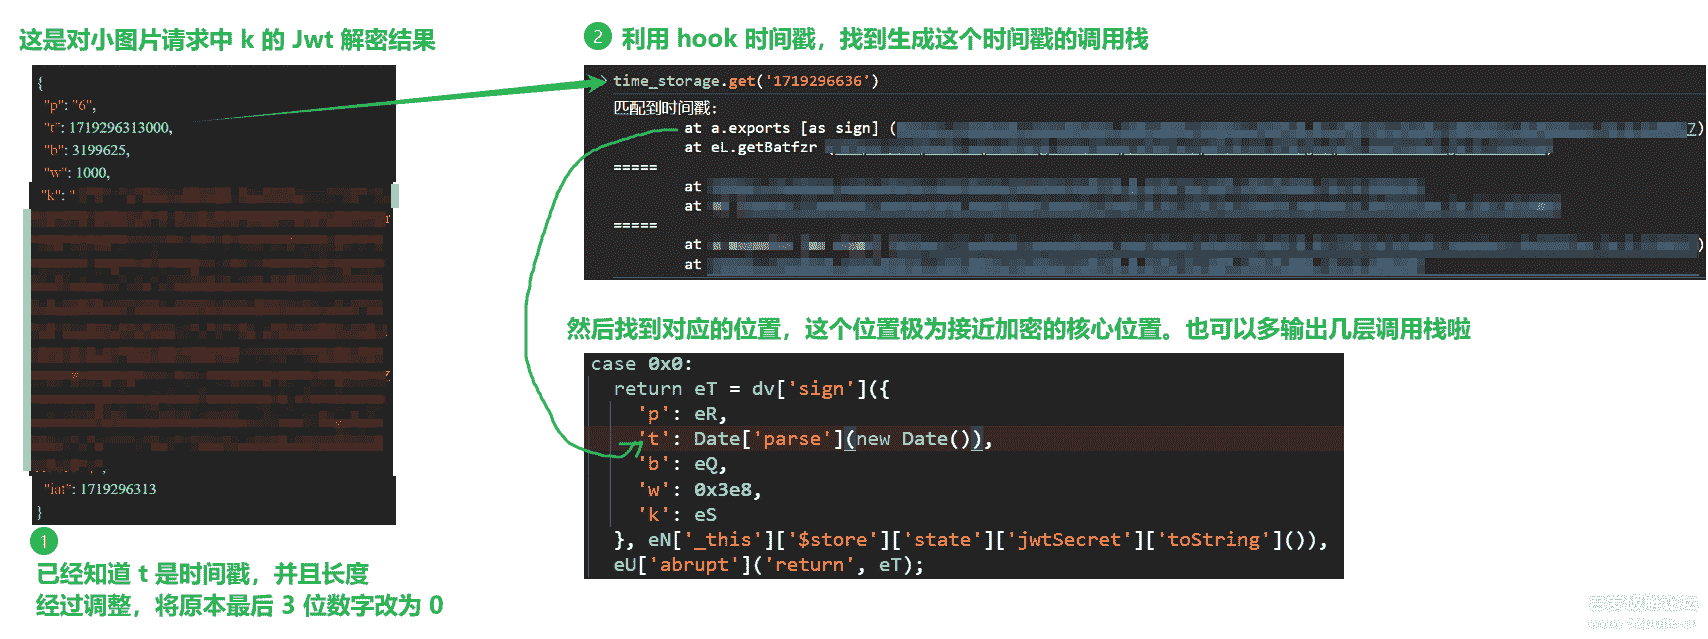 这是对小图片请求中 k 的 Jwt 解密结果
{
"p": "6",
"t": 1719296313000,
"b": 3199625,
"w": 1000,
"k": "
"iat": 1719296313
}
1
已经知道 t 是时间戳，并且长度
经过调整，将原本最后 3 位数字改为 0
2 利用 hook 时间戳，找到生成这个时间戳的调用栈
> time_storage.get('1719296636')
匹配到时间戳:
at a.exports [as sign] ( 7)
at eL.getBatfzr (
=====
at
at
=====
at )
at
然后找到对应的位置，这个位置极为接近加密的核心位置。也可以多输出几层调用栈啦
case 0x0:
return eT = dv['sign']({
'p': eR,
't': Date['parse'](new Date()),
'b': eQ,
'w': 0x3e8,
'k': eS
}, eN['_this']['$store']['state']['jwtSecret']['toString']()),
eU['abrupt']('return', eT);